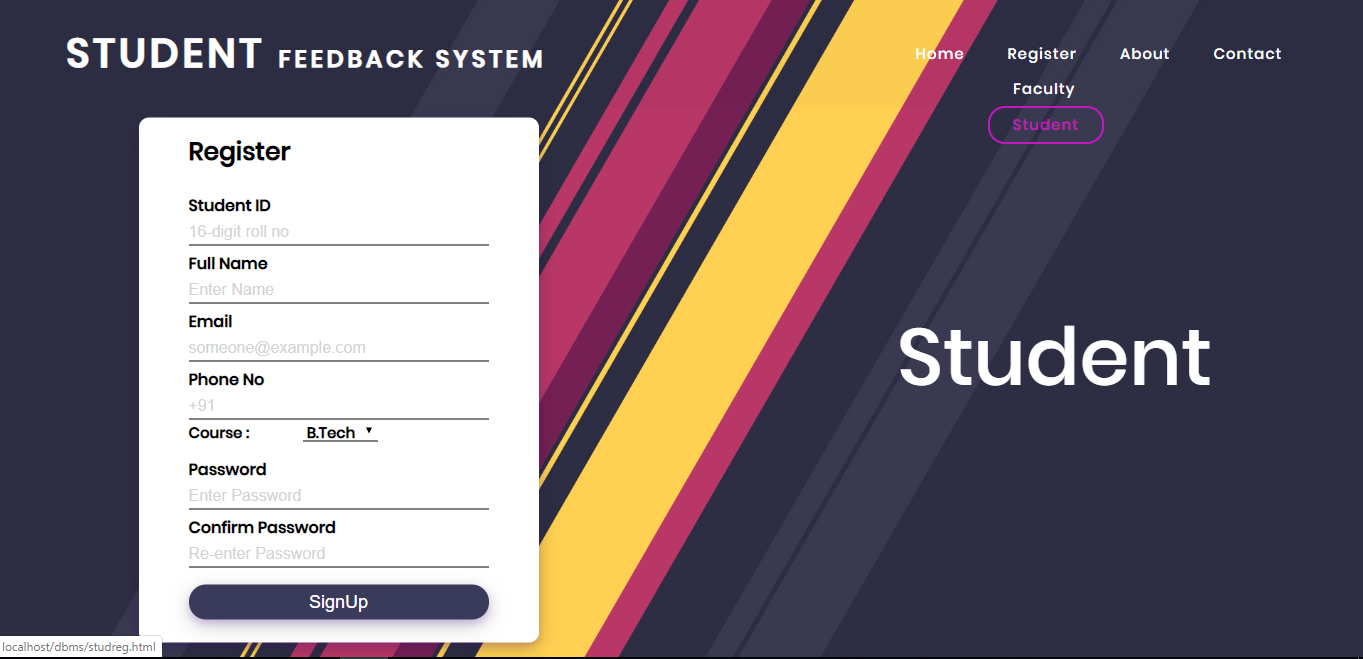 STUDENT FEEDBACK SYSTEM
Home Register About Contact
Faculty
Student
Register
Student ID
16-digit roll no
Full Name
Enter Name
Email
someone@example.com
Phone No
+91
Course : B.Tech
Password
Enter Password
Confirm Password
Re-enter Password
SignUp
Student
localhost/dbms/studreg.html